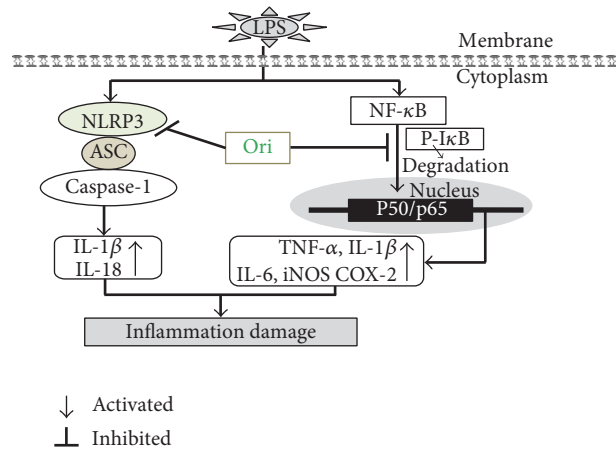 LPS
Membrane
Cytoplasm
NLRP3
ASC
Caspase-1
Ori
NF-κB
P-IκB
Degradation
Nucleus
P50/p65
IL-1β
IL-18
TNF-α, IL-1β
IL-6, iNOS COX-2
Inflammation damage
Activated
Inhibited